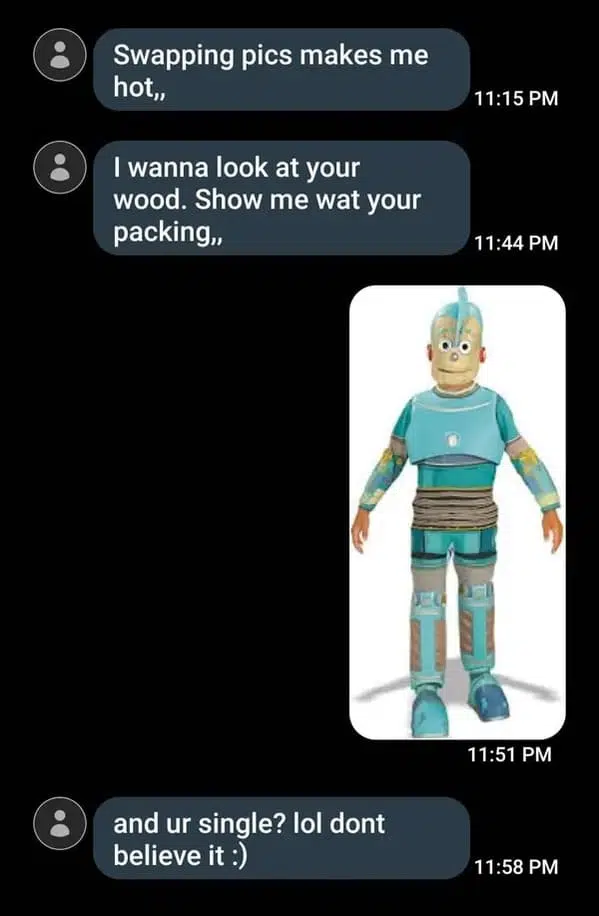 Swapping pics makes me
hot,,
11:15 PM
I wanna look at your
wood. Show me wat your
packing,,
11:44 PM
11:51 PM
and ur single? lol dont
believe it :)
11:58 PM